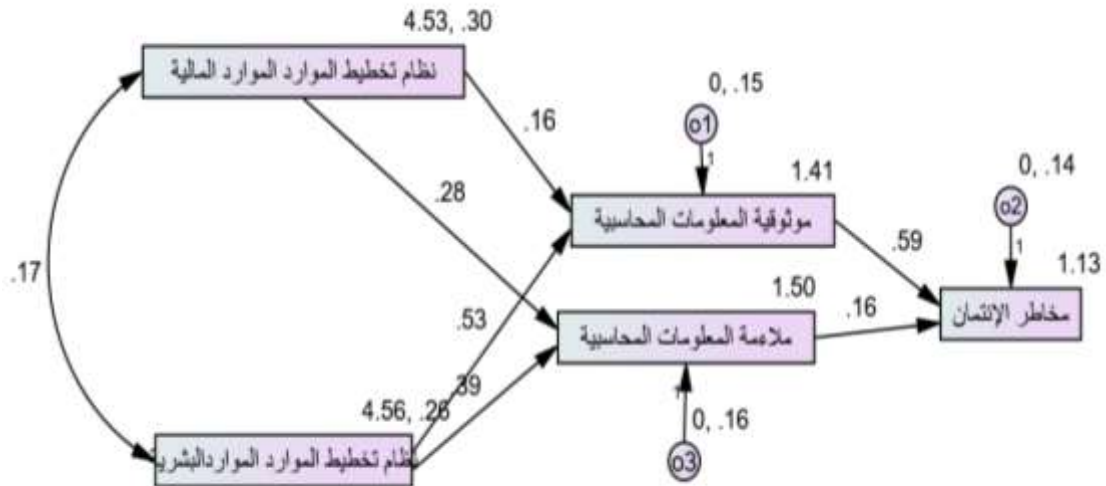 4.53, .30
نظام تخطيط الموارد الموارد المالية
0, .15
o1
.16
1
1.41
0, .14
o2
.28
موثوقية المعلومات المحاسبية
.59
1
1.13
.17
1.50
مخاطر الإئتمان
.53
ملاءمة المعلومات المحاسبية
.16
.39
4.56, .26
1
0, .16
نظام تخطيط الموارد المواردالبشري
o3